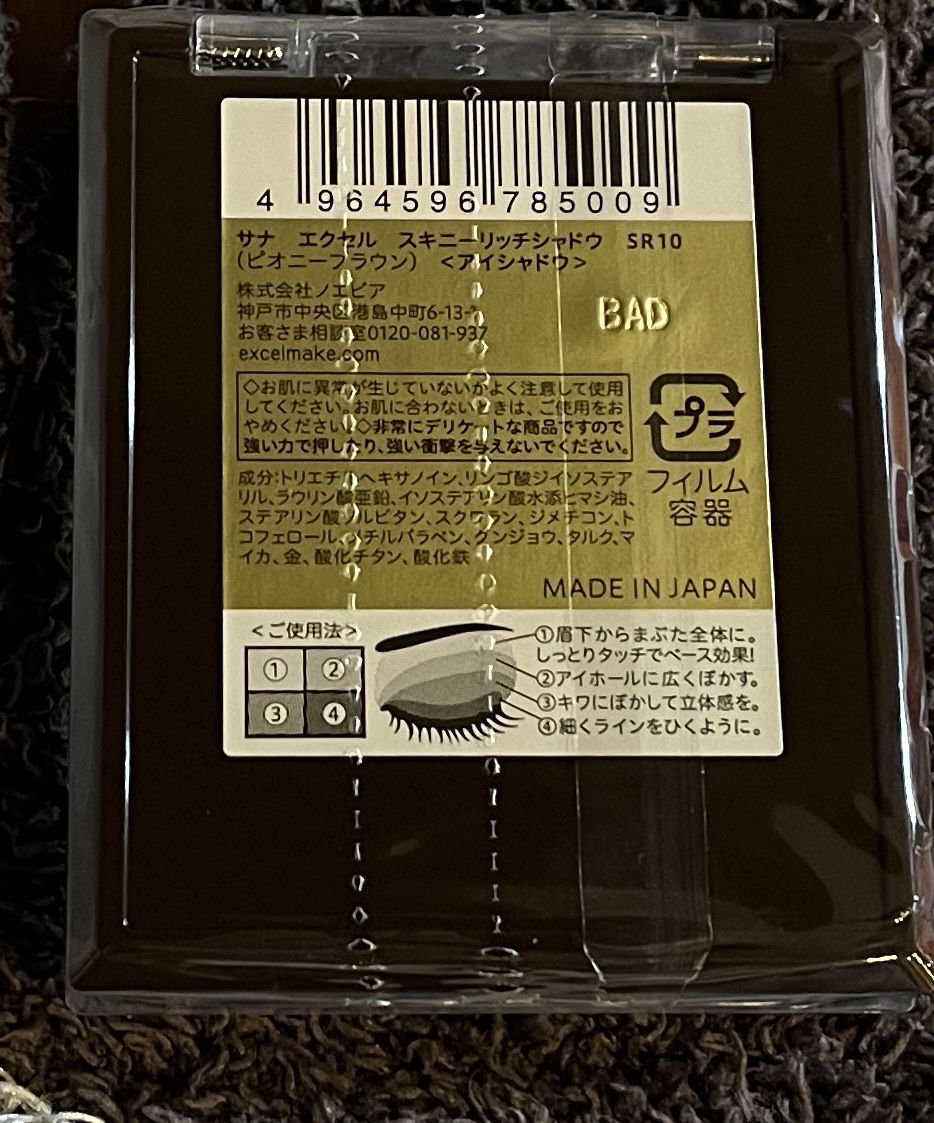 4 964596 785009
サナ エクセル スキニーリッチシャドウ SR10
(ピオニーブラウン) <アイシャドウ>
株式会社ノエビア
神戸市中央区港島中町6-13-1
お客さま相談室0120-081-937
excelmake.com
BAD
◇お肌に異常が生じていないかよく注意して使用
してください。お肌に合わないときは、ご使用をお
やめください。◇非常にデリケートな商品ですので
強い力で押したり、強い衝撃を与えないでください。
プラ
フィルム
容器
成分:トリエチルヘキサノイン、リンゴ酸ジイソステア
リル、ラウリン酸亜鉛、イソステアリン酸水添ヒマシ油、
ステアリン酸ソルビタン、スクワラン、ジメチコン、ト
コフェロール、メチルパラベン、グンジョウ、タルク、マ
イカ、金、酸化チタン、酸化鉄
MADE IN JAPAN
<ご使用法>
① ②
③ ④
①眉下からまぶた全体に。
しっとりタッチでベース効果!
②アイホールに広くぼかす。
③キワにぼかして立体感を。
④細くラインをひくように。